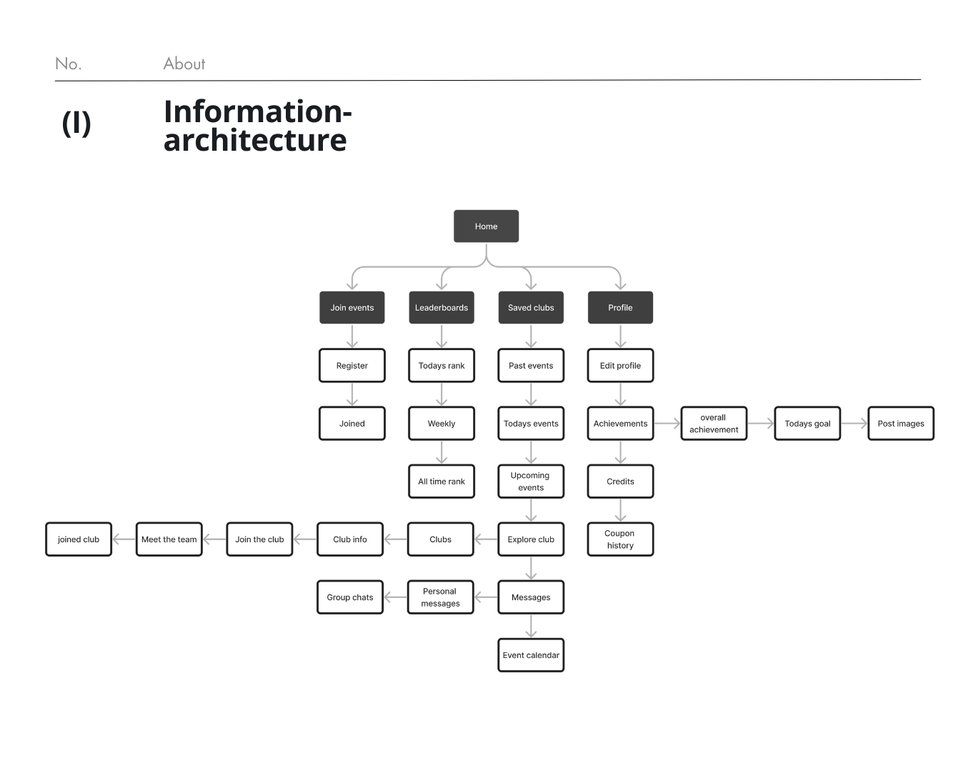 No.
About
(I)
Information-
architecture
Home
Join events
Leaderboards
Saved clubs
Profile
Register
Todays rank
Past events
Edit profile
Joined
Weekly
Todays events
Achievements
overall
achievement
Todays goal
Post images
All time rank
Upcoming
events
Credits
joined club
Meet the team
Join the club
Club info
Clubs
Explore club
Coupon
history
Group chats
Personal
messages
Messages
Event calendar